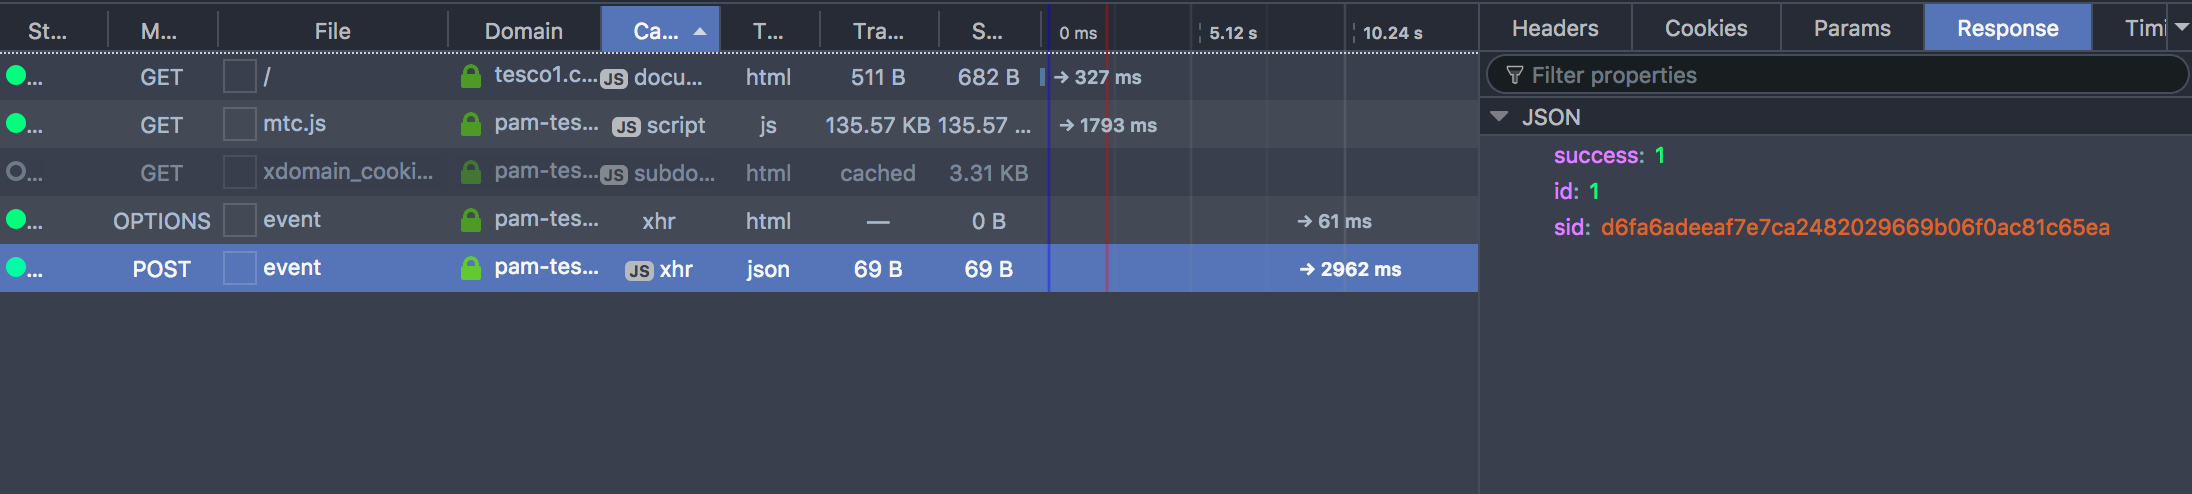 St... M... File Domain Ca... T... Tra... S... 0 ms 5.12 s 10.24 s
GET / tesco1.c... JS docu... html 511 B 682 B → 327 ms
GET mtc.js pam-tes... JS script js 135.57 KB 135.57 ... → 1793 ms
... GET xdomain_cooki... pam-tes... JS subdo... html cached 3.31 KB
... OPTIONS event pam-tes... xhr html — 0 B → 61 ms
... POST event pam-tes... JS xhr json 69 B 69 B → 2962 ms
Headers Cookies Params Response Timi
Filter properties
JSON
success: 1
id: 1
sid: d6fa6adeeaf7e7ca2482029669b06f0ac81c65ea